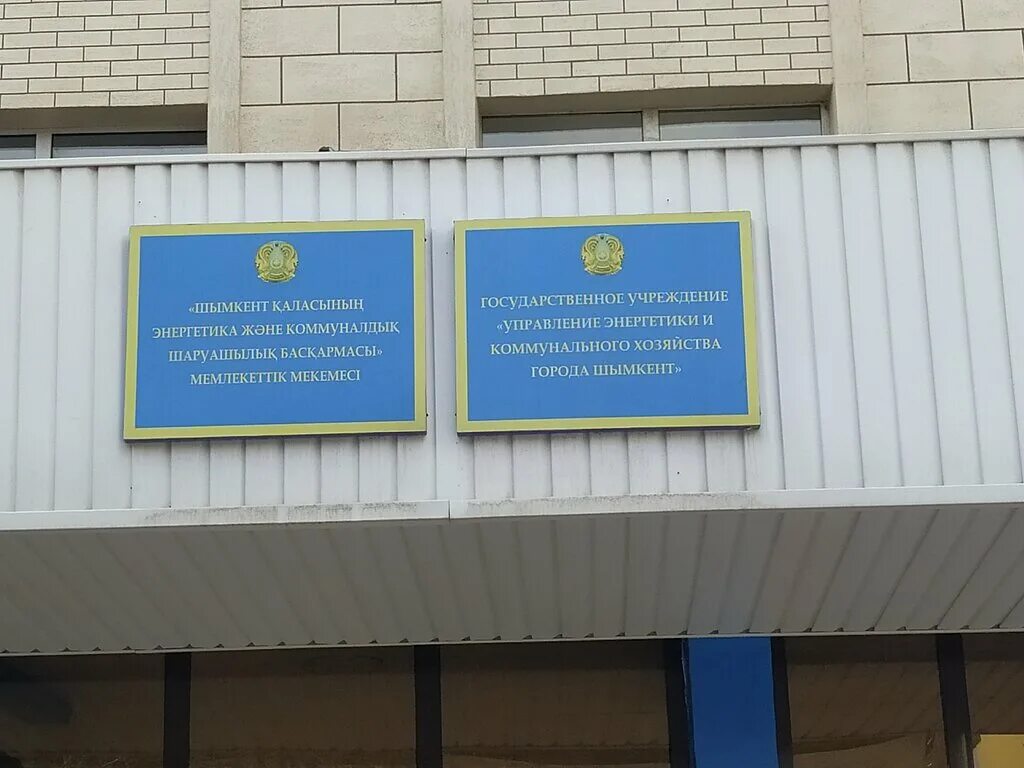 «ШЫМКЕНТ ҚАЛАСЫНЫҢ
ЭНЕРГЕТИКА ЖӘНЕ КОММУНАЛДЫҚ
ШАРУАШЫЛЫҚ БАСҚАРМАСЫ»
МЕМЛЕКЕТТІК МЕКЕМЕСІ
ГОСУДАРСТВЕННОЕ УЧРЕЖДЕНИЕ
«УПРАВЛЕНИЕ ЭНЕРГЕТИКИ И
КОММУНАЛЬНОГО ХОЗЯЙСТВА
ГОРОДА ШЫМКЕНТ»